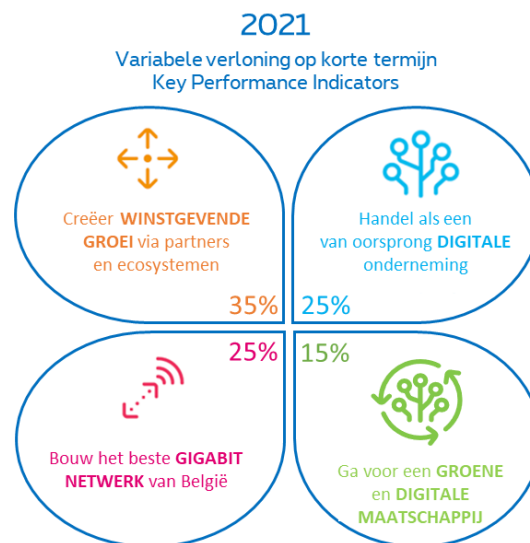 2021
Variabele verloning op korte termijn
Key Performance Indicators
Creëer WINSTGEVENDE
GROEI via partners
en ecosystemen
35%
Handel als een
van oorsprong DIGITALE
onderneming
25%
25%
Bouw het beste GIGABIT
NETWERK van België
15%
Ga voor een GROENE
en DIGITALE
MAATSCHAPPIJ